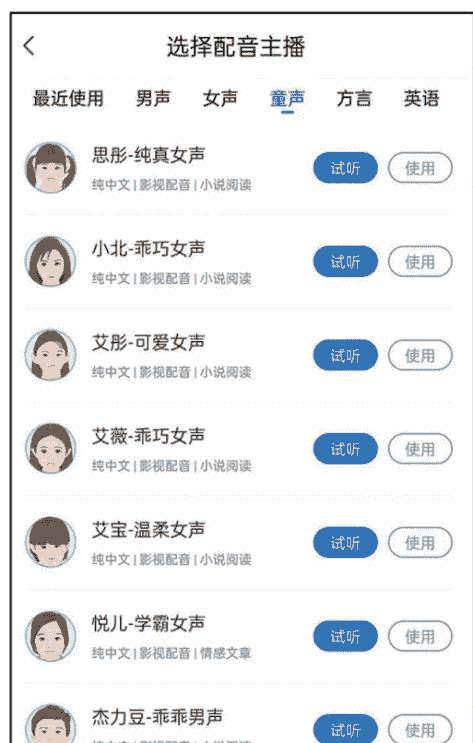 选择配音主播
最近使用 男声 女声 童声 方言 英语
思彤-纯真女声
纯中文 | 影视配音 | 小说阅读
试听 使用
小北-乖巧女声
纯中文 | 影视配音 | 小说阅读
试听 使用
艾彤-可爱女声
纯中文 | 影视配音 | 小说阅读
试听 使用
艾薇-乖巧女声
纯中文 | 影视配音 | 小说阅读
试听 使用
艾宝-温柔女声
纯中文 | 影视配音 | 小说阅读
试听 使用
悦儿-学霸女声
纯中文 | 影视配音 | 情感文章
试听 使用
杰力豆-乖乖男声
试听 使用